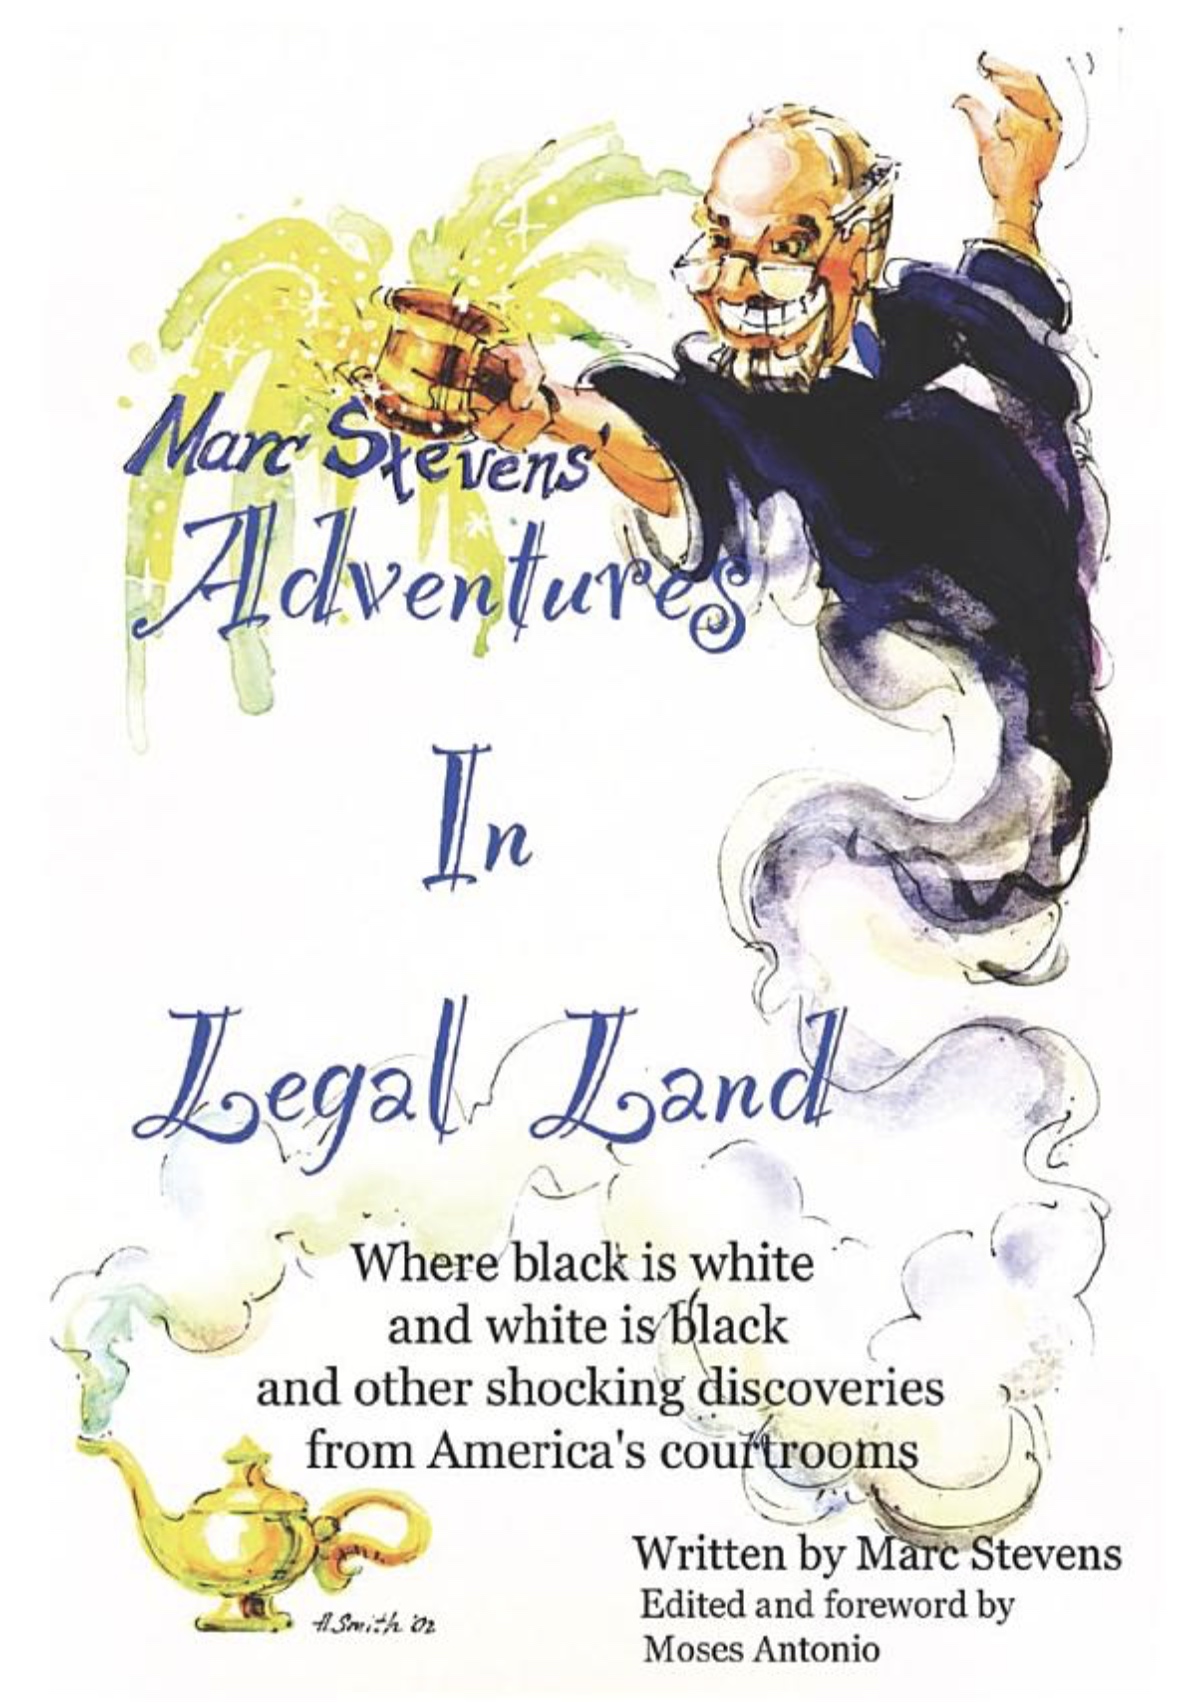 Marc Stevens
Adventures
In
Legal Land
Where black is white
and white is black
and other shocking discoveries
from America's courtrooms
Written by Marc Stevens
Edited and foreword by
Moses Antonio
A. Smith '02